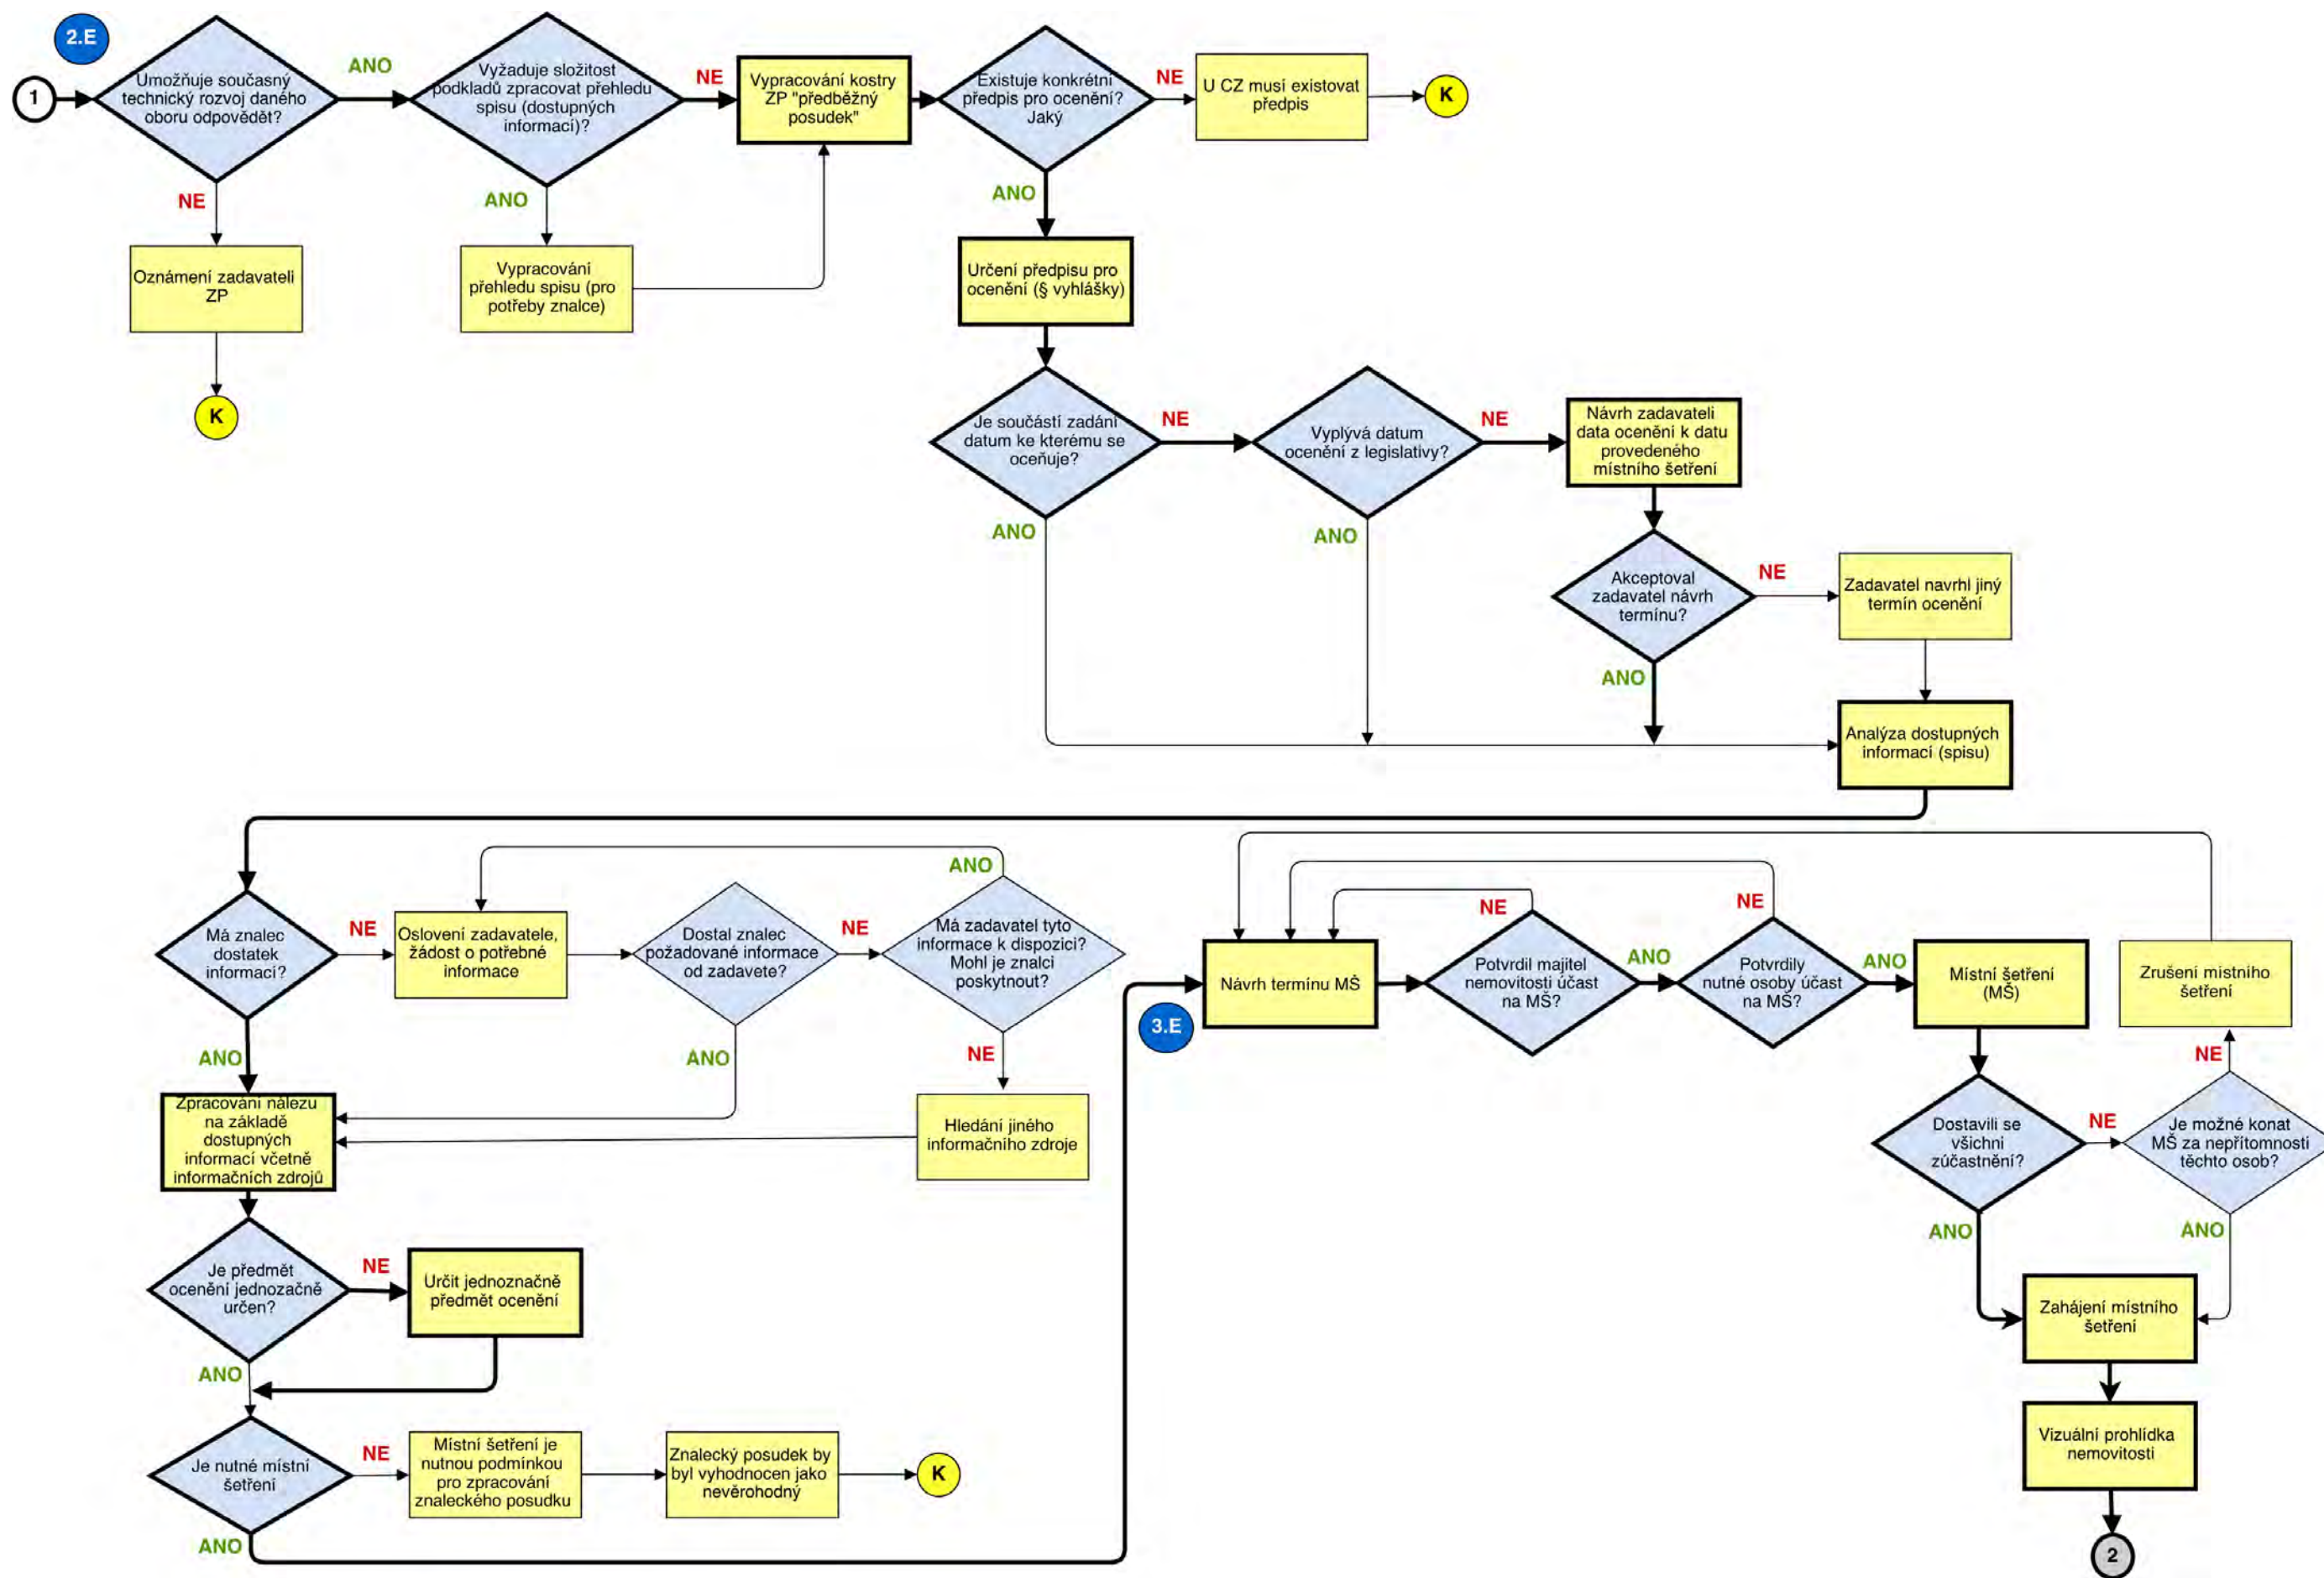 2.E
1
Umožňuje současný
technický rozvoj daného
oboru odpovědět?
ANO
NE
Vyžaduje složitost
podkladů zpracovat přehledu
spisu (dostupných
informací)?
NE
ANO
Vypracování kostry
ZP "předběžný
posudek"
Existuje konkrétní
předpis pro ocenění?
Jaký
NE
ANO
U CZ musí existovat
předpis
K
Oznámení zadavateli
ZP
K
Vypracování
přehledu spisu (pro
potřeby znalce)
Určení předpisu pro
ocenění (§ vyhlášky)
Je součástí zadání
datum ke kterému se
oceňuje?
NE
ANO
Vyplývá datum
ocenění z legislativy?
NE
ANO
Návrh zadavateli
data ocenění k datu
provedeného
místního šetření
Akceptoval
zadavatel návrh
termínu?
NE
ANO
Zadavatel navrhl jiný
termín ocenění
Analýza dostupných
informací (spisu)
Má znalec
dostatek
informací?
NE
ANO
Oslovení zadavatele,
žádost o potřebné
informace
Dostal znalec
požadované informace
od zadavete?
NE
ANO
Má zadavatel tyto
informace k dispozici?
Mohl je znalci
poskytnout?
ANO
NE
Hledání jiného
informačního zdroje
Zpracování nálezu
na základě
dostupných
informací včetně
informačních zdrojů
Je předmět
ocenění jednozačně
určen?
NE
ANO
Určit jednoznačně
předmět ocenění
Je nutné místní
šetření
NE
ANO
Místní šetření je
nutnou podmínkou
pro zpracování
znaleckého posudku
Znalecký posudek by
byl vyhodnocen jako
nevěrohodný
K
3.E
Návrh termínu MŠ
Potvrdil majitel
nemovitosti účast
na MŠ?
NE
ANO
Potvrdily
nutné osoby účast
na MŠ?
NE
ANO
Místní šetření
(MŠ)
Zrušení místního
šetření
Dostavili se
všichni
zúčastnění?
NE
ANO
Je možné konat
MŠ za nepřítomnosti
těchto osob?
NE
ANO
Zahájení místního
šetření
Vizuální prohlídka
nemovitosti
2